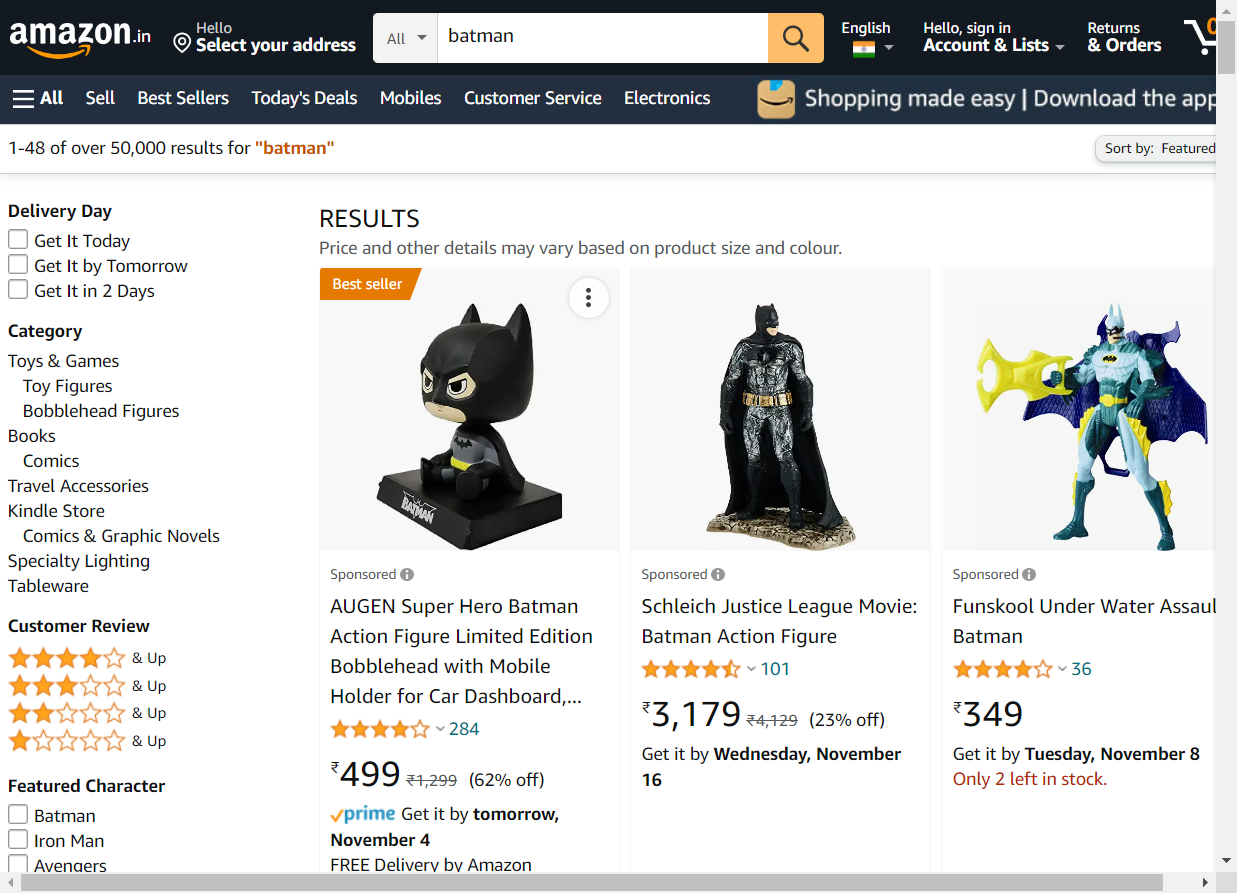 amazon.in
Hello
Select your address
All
batman
English
Hello, sign in
Account & Lists
Returns
& Orders
0
All
Sell
Best Sellers
Today's Deals
Mobiles
Customer Service
Electronics
Shopping made easy | Download the app
1-48 of over 50,000 results for "batman"
Sort by: Featured
Delivery Day
Get It Today
Get It by Tomorrow
Get It in 2 Days
Category
Toys & Games
Toy Figures
Bobblehead Figures
Books
Comics
Travel Accessories
Kindle Store
Comics & Graphic Novels
Specialty Lighting
Tableware
Customer Review
& Up
& Up
& Up
& Up
Featured Character
Batman
Iron Man
Avengers
RESULTS
Price and other details may vary based on product size and colour.
Best seller
BATMAN
Sponsored
AUGEN Super Hero Batman
Action Figure Limited Edition
Bobblehead with Mobile
Holder for Car Dashboard,...
284
₹499 ₹1,299 (62% off)
prime Get it by tomorrow,
November 4
FREE Delivery by Amazon
Sponsored
Schleich Justice League Movie:
Batman Action Figure
101
₹3,179 ₹4,129 (23% off)
Get it by Wednesday, November
16
Sponsored
Funskool Under Water Assaul
Batman
36
₹349
Get it by Tuesday, November 8
Only 2 left in stock.